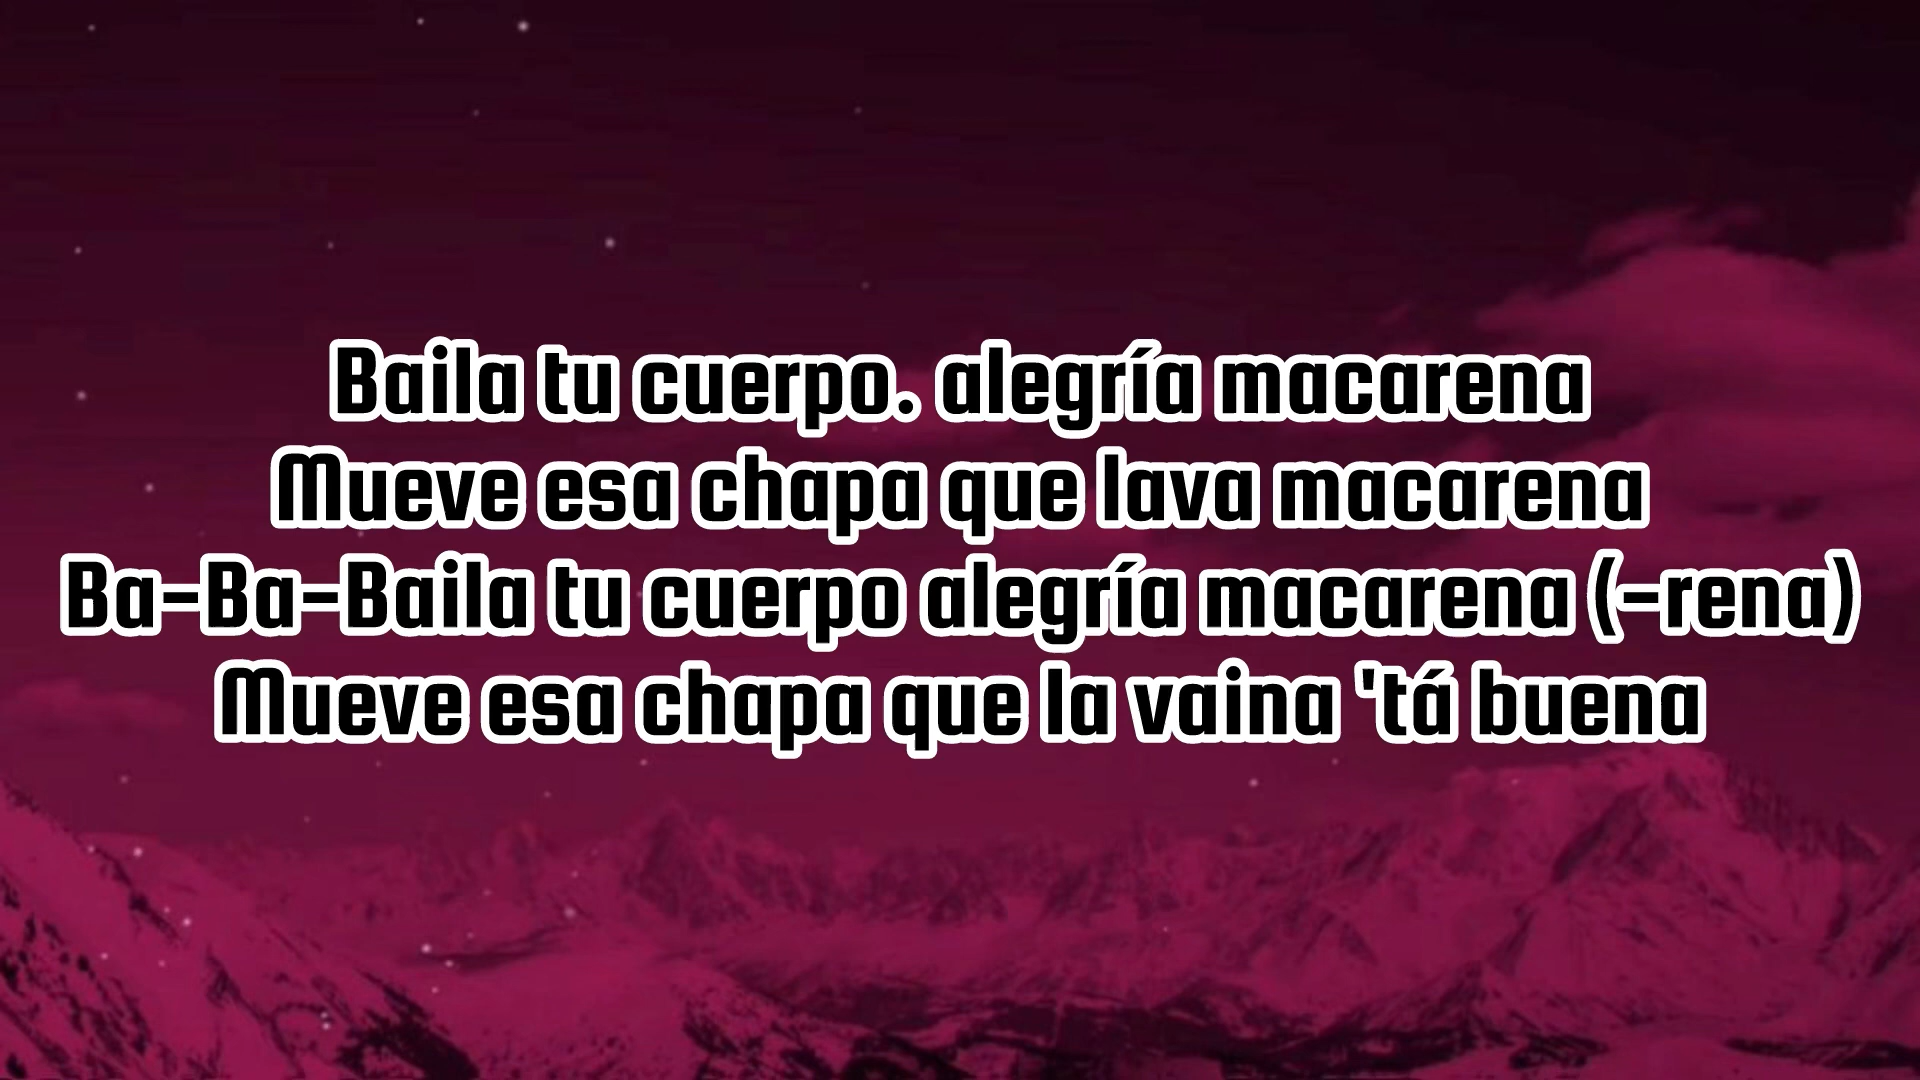 Baila tu cuerpo. alegría macarena
Mueve esa chapa que lava macarena
Ba-Ba-Baila tu cuerpo alegría macarena (-rena)
Mueve esa chapa que la vaina 'tá buena